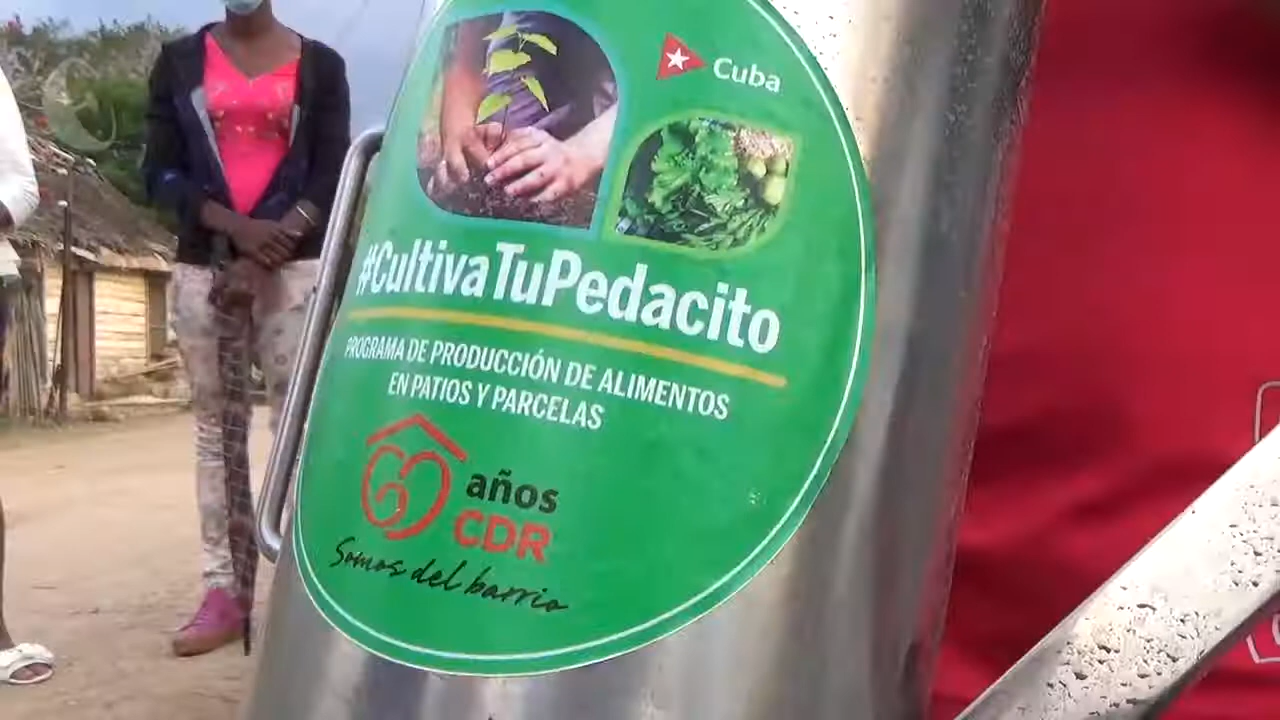 Cuba
#CultivaTuPedacito
PROGRAMA DE PRODUCCIÓN DE ALIMENTOS
EN PATIOS Y PARCELAS
60 años
CDR
Somos del barrio